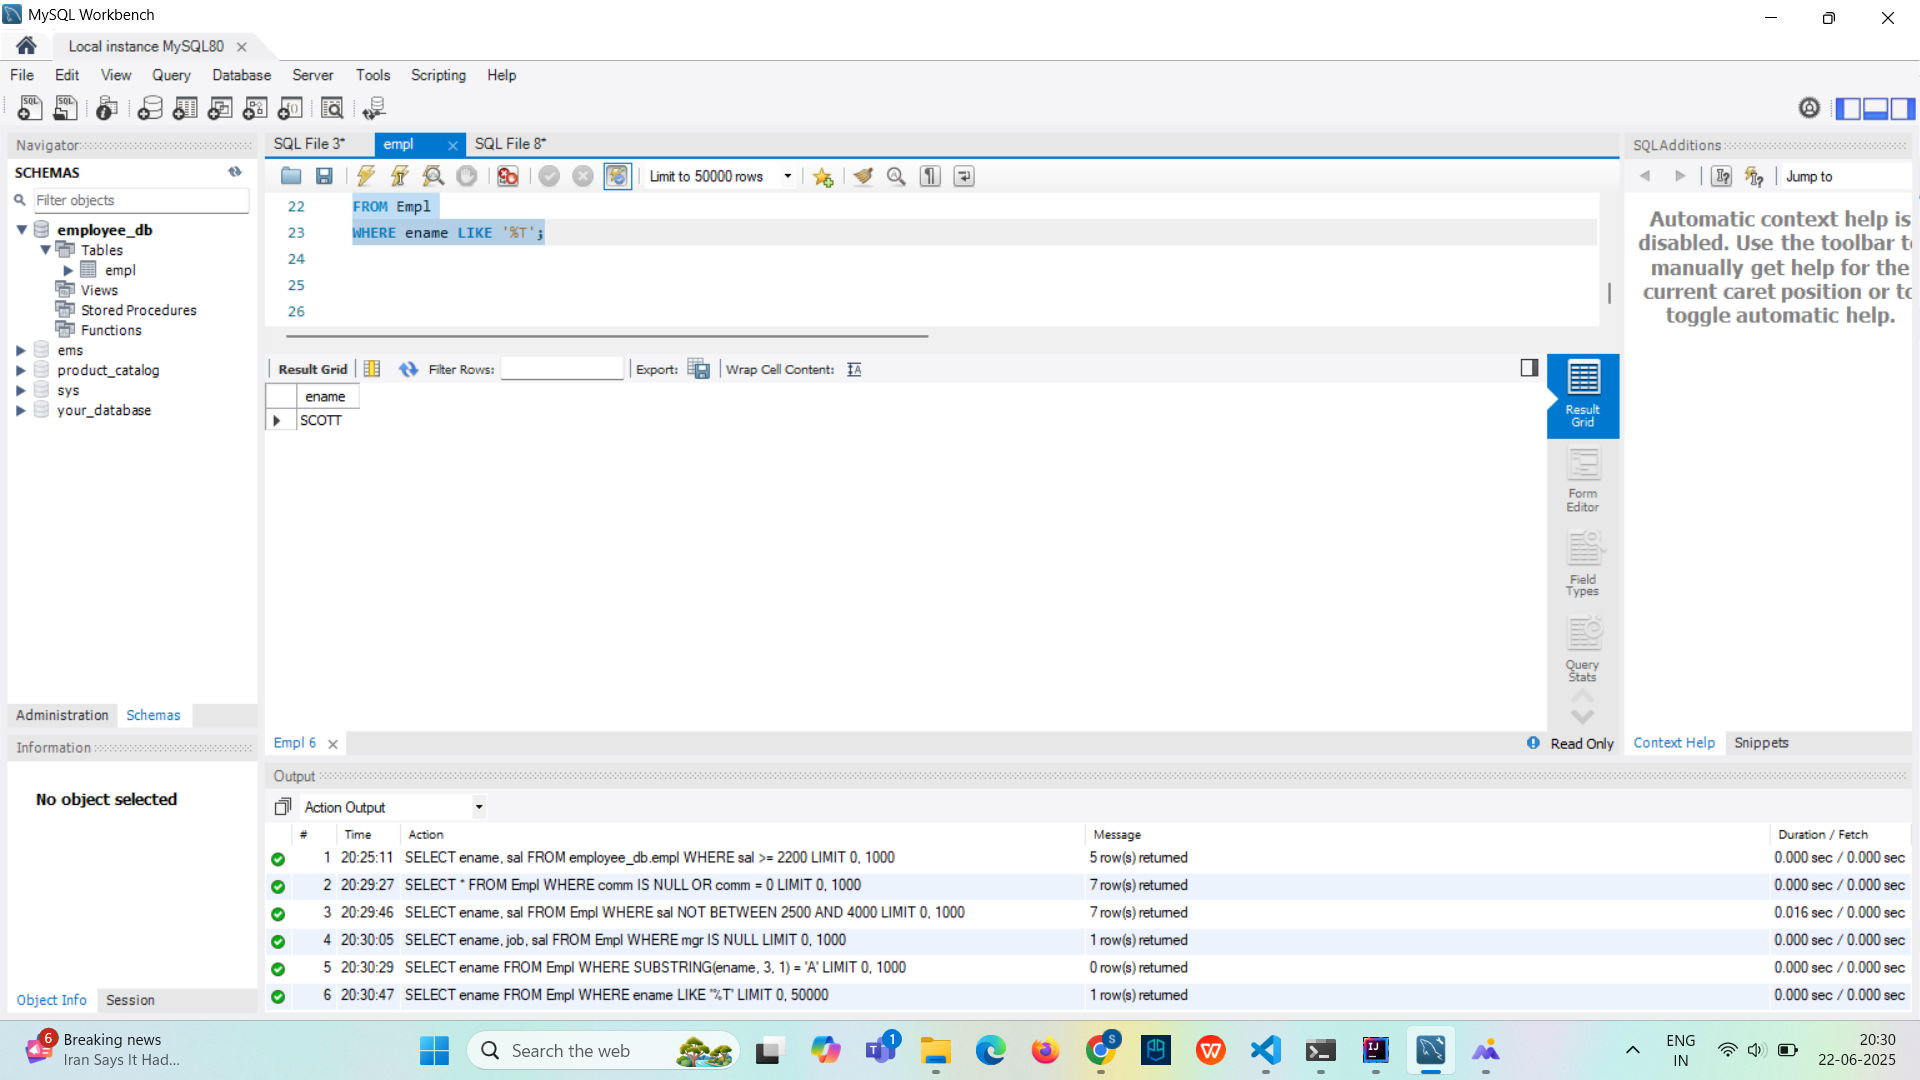 MySQL Workbench
Local instance MySQL80
File Edit View Query Database Server Tools Scripting Help
Navigator
SCHEMAS
Filter objects
employee_db
Tables
empl
Views
Stored Procedures
Functions
ems
product_catalog
sys
your_database
Administration Schemas
Information
No object selected
Object Info Session
SQL File 3* empl SQL File 8*
Limit to 50000 rows
22 FROM Empl
23 WHERE ename LIKE '%T';
24
25
26
Result Grid Filter Rows: Export: Wrap Cell Content:
ename
SCOTT
Result
Grid
Form
Editor
Field
Types
Query
Stats
Empl 6
Read Only
SQLAdditions
Jump to
Automatic context help is
disabled. Use the toolbar to
manually get help for the
current caret position or to
toggle automatic help.
Context Help Snippets
Output
Action Output
# Time Action Message Duration / Fetch
1 20:25:11 SELECT ename, sal FROM employee_db.empl WHERE sal >= 2200 LIMIT 0, 1000 5 row(s) returned 0.000 sec / 0.000 sec
2 20:29:27 SELECT * FROM Empl WHERE comm IS NULL OR comm = 0 LIMIT 0, 1000 7 row(s) returned 0.000 sec / 0.000 sec
3 20:29:46 SELECT ename, sal FROM Empl WHERE sal NOT BETWEEN 2500 AND 4000 LIMIT 0, 1000 7 row(s) returned 0.016 sec / 0.000 sec
4 20:30:05 SELECT ename, job, sal FROM Empl WHERE mgr IS NULL LIMIT 0, 1000 1 row(s) returned 0.000 sec / 0.000 sec
5 20:30:29 SELECT ename FROM Empl WHERE SUBSTRING(ename, 3, 1) = 'A' LIMIT 0, 1000 0 row(s) returned 0.000 sec / 0.000 sec
6 20:30:47 SELECT ename FROM Empl WHERE ename LIKE '%T' LIMIT 0, 50000 1 row(s) returned 0.000 sec / 0.000 sec
6 Breaking news
Iran Says It Had...
Search the web
1
S
ENG
IN
20:30
22-06-2025